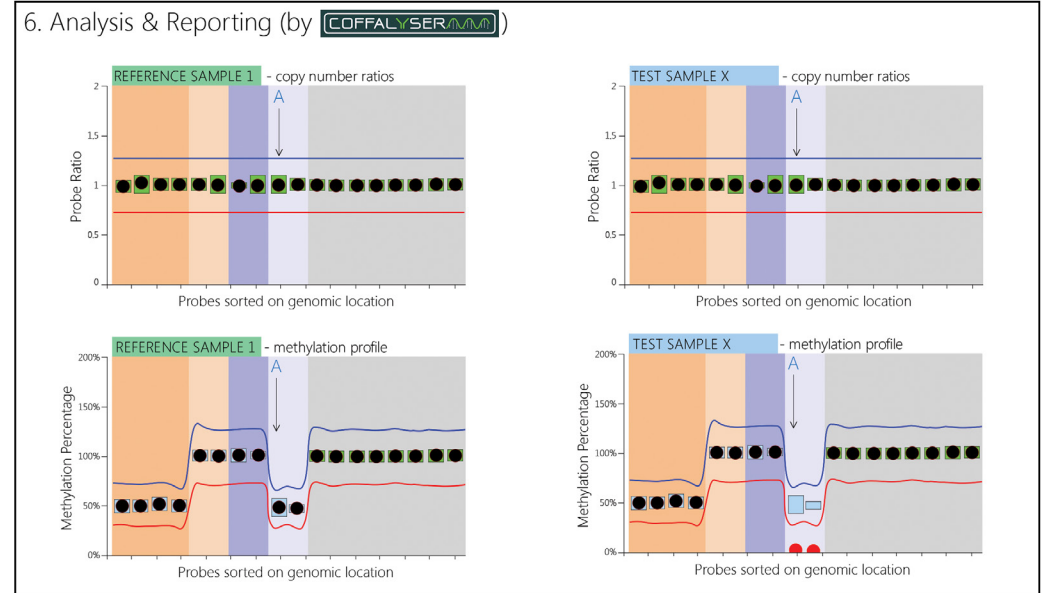 6. Analysis & Reporting (by COFFALYSER)
REFERENCE SAMPLE 1 - copy number ratios
A
2
1,5
1
0,5
0
Probe Ratio
Probes sorted on genomic location
TEST SAMPLE X - copy number ratios
A
2
1,5
1
0,5
0
Probe Ratio
Probes sorted on genomic location
REFERENCE SAMPLE 1 - methylation profile
A
200%
150%
100%
50%
0%
Methylation Percentage
Probes sorted on genomic location
TEST SAMPLE X - methylation profile
A
200%
150%
100%
50%
0%
Methylation Percentage
Probes sorted on genomic location